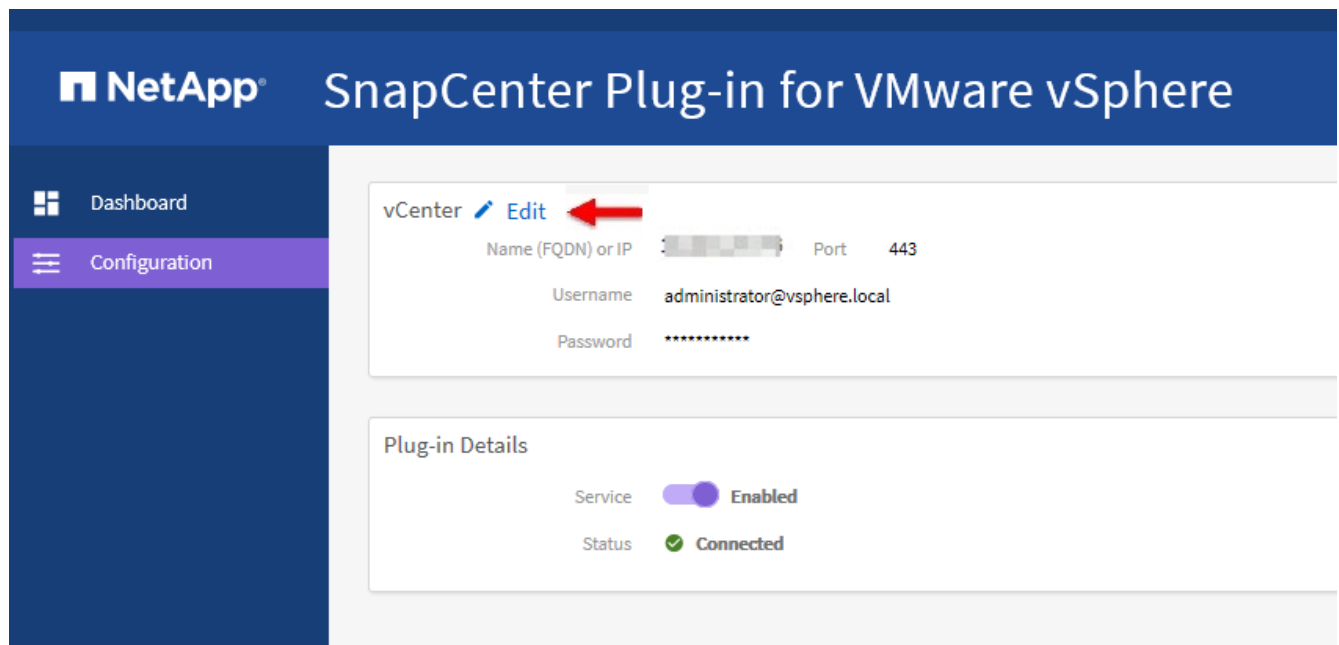 NetApp® SnapCenter Plug-in for VMware vSphere
Dashboard
Configuration
vCenter Edit
Name (FQDN) or IP Port 443
Username administrator@vsphere.local
Password ***********
Plug-in Details
Service Enabled
Status Connected